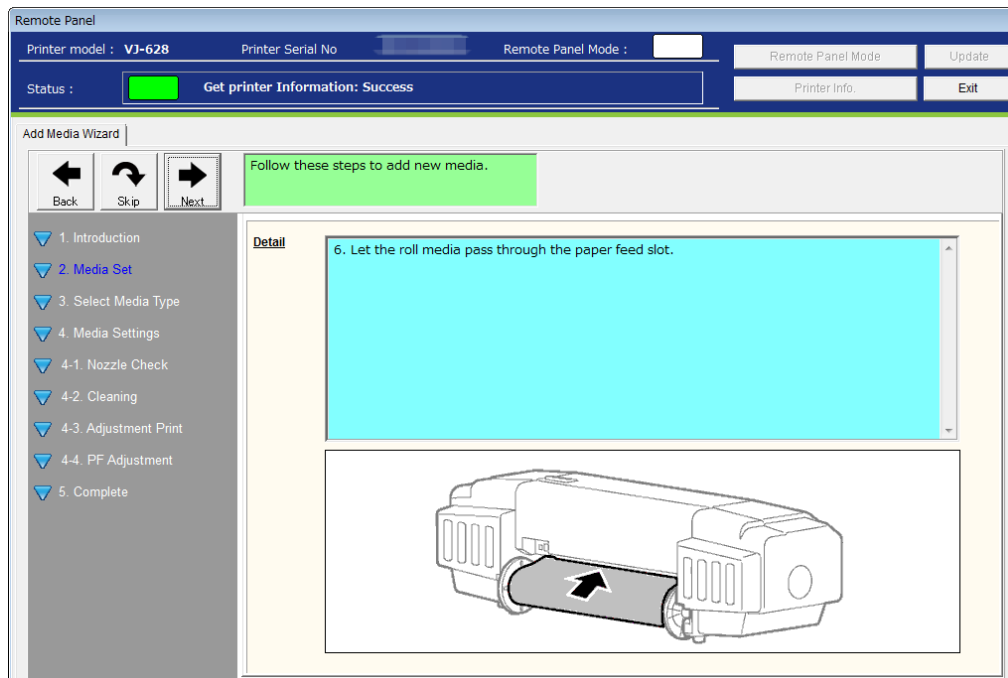 Remote Panel
Printer model : VJ-628 Printer Serial No Remote Panel Mode :
Remote Panel Mode Update
Status : Get printer Information: Success
Printer Info. Exit
Add Media Wizard
Back Skip Next
Follow these steps to add new media.
1. Introduction
2. Media Set
3. Select Media Type
4. Media Settings
4-1. Nozzle Check
4-2. Cleaning
4-3. Adjustment Print
4-4. PF Adjustment
5. Complete
Detail
6. Let the roll media pass through the paper feed slot.